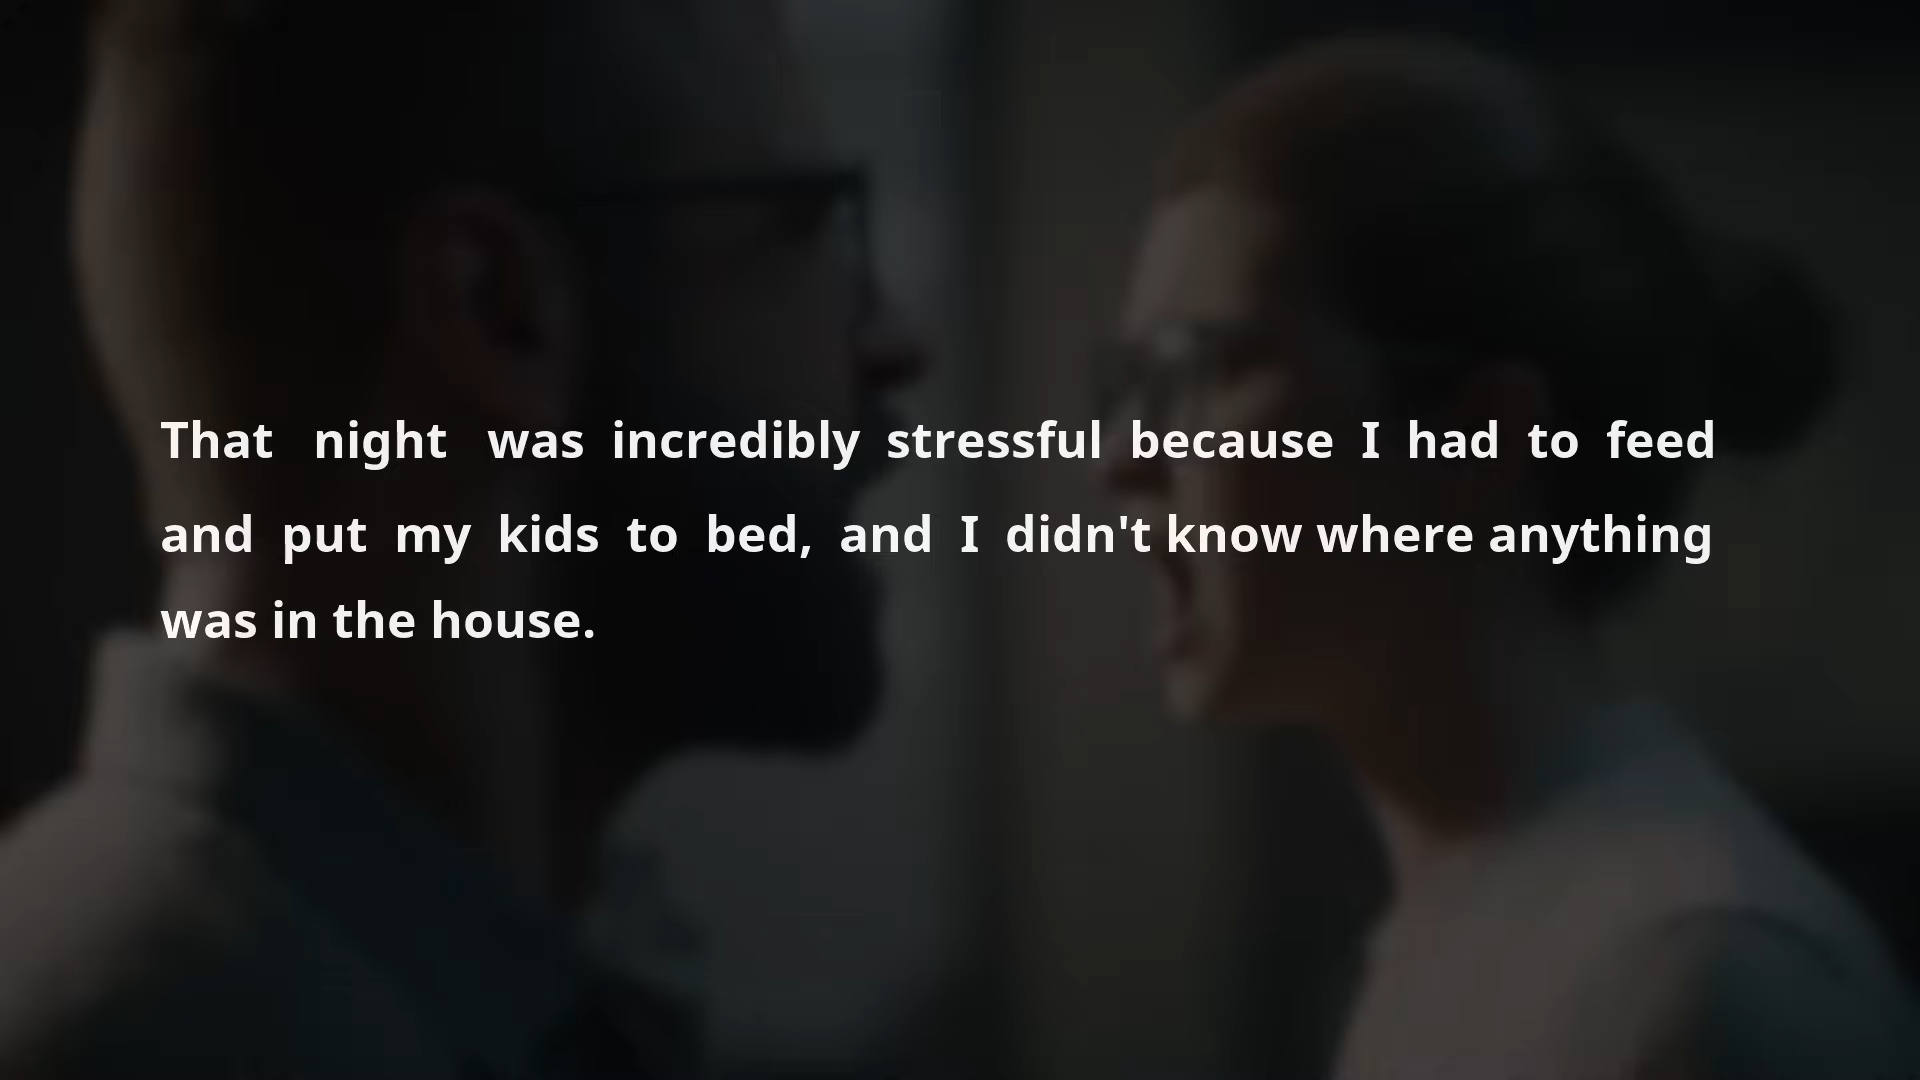 That night was incredibly stressful because I had to feed
and put my kids to bed, and I didn't know where anything
was in the house.